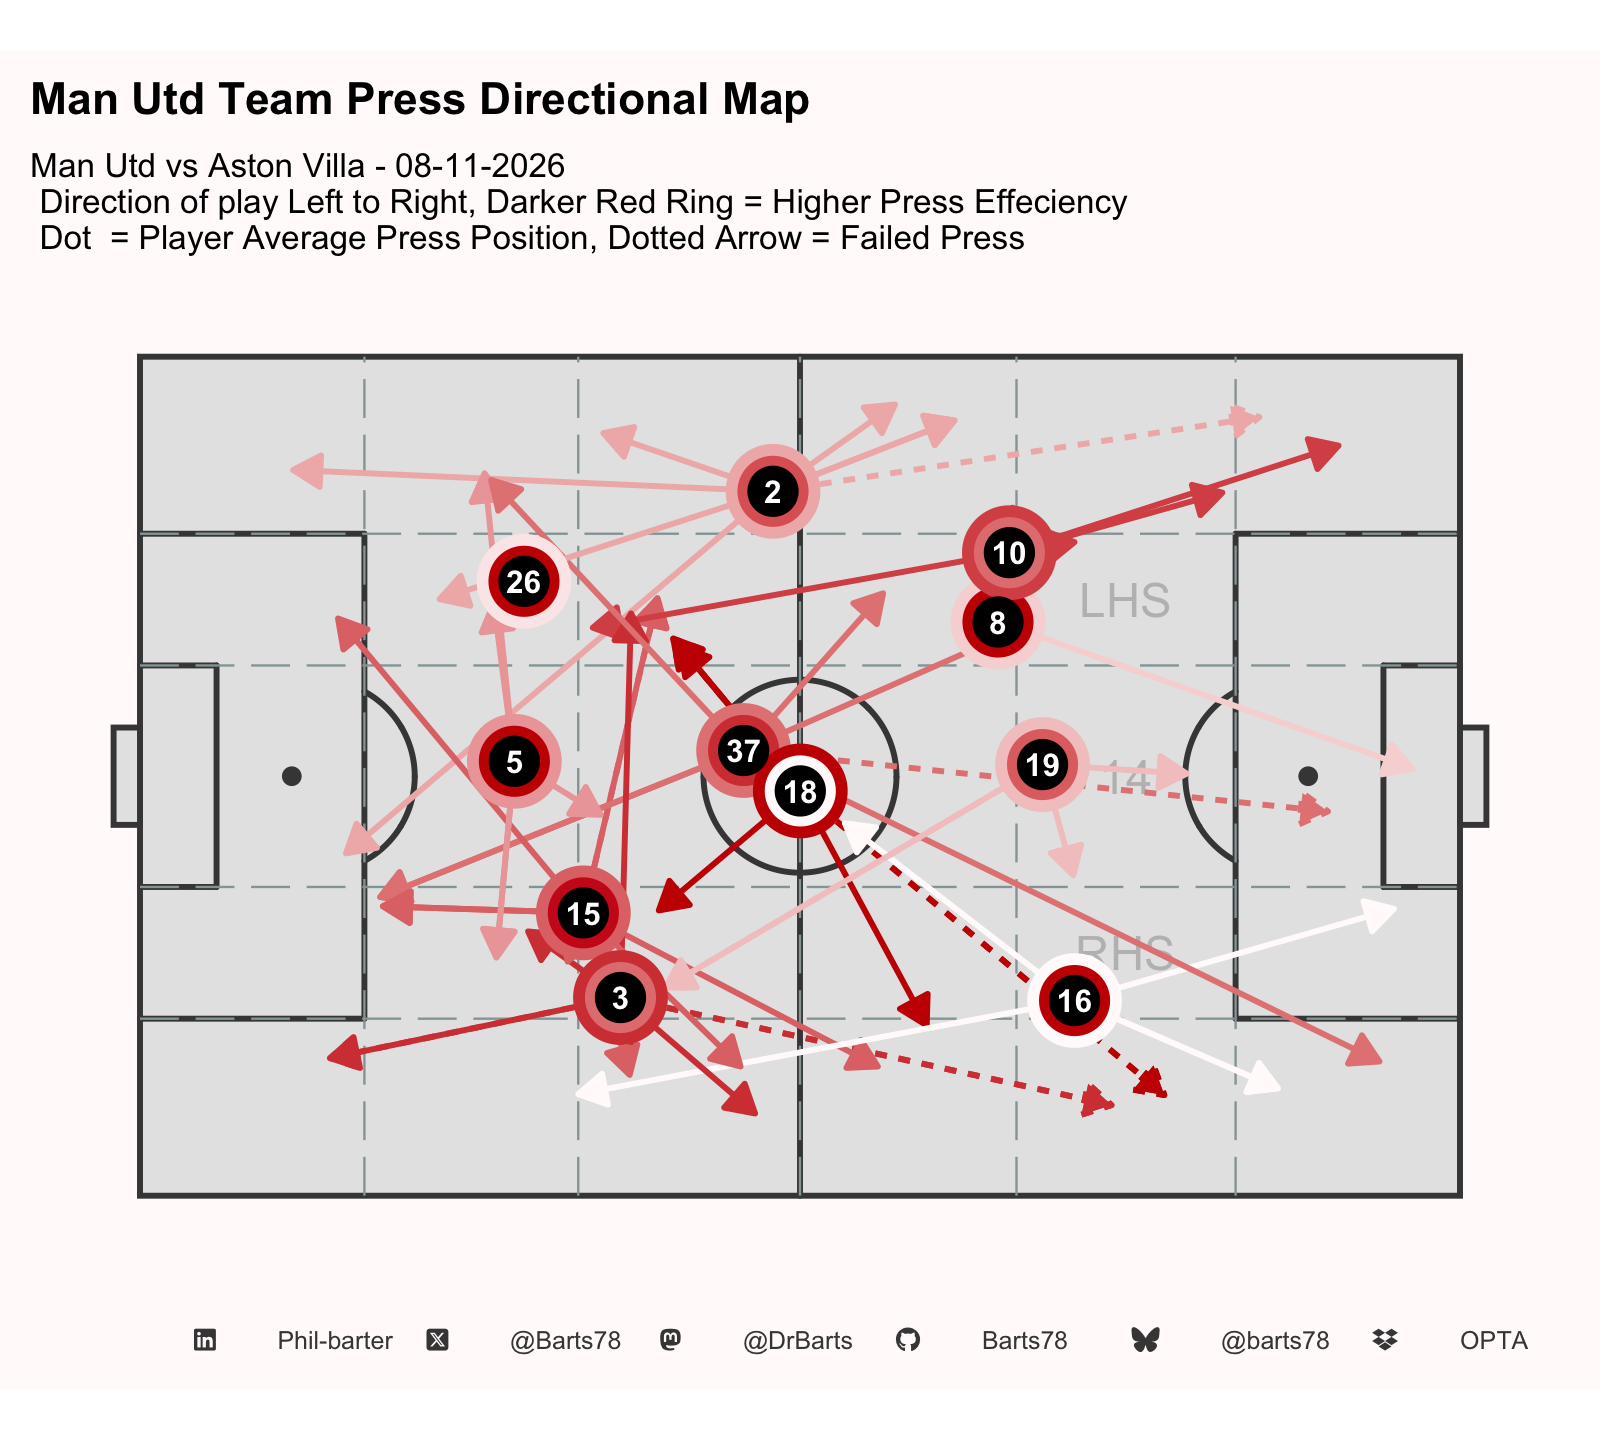 Man Utd Team Press Directional Map
Man Utd vs Aston Villa - 08-11-2026
Direction of play Left to Right, Darker Red Ring = Higher Press Effeciency
Dot  = Player Average Press Position, Dotted Arrow = Failed Press
2
10
26
LHS
8
37
5
19
14
18
15
RHS
3
16
Phil-barter
@Barts78
@DrBarts
Barts78
@barts78
OPTA